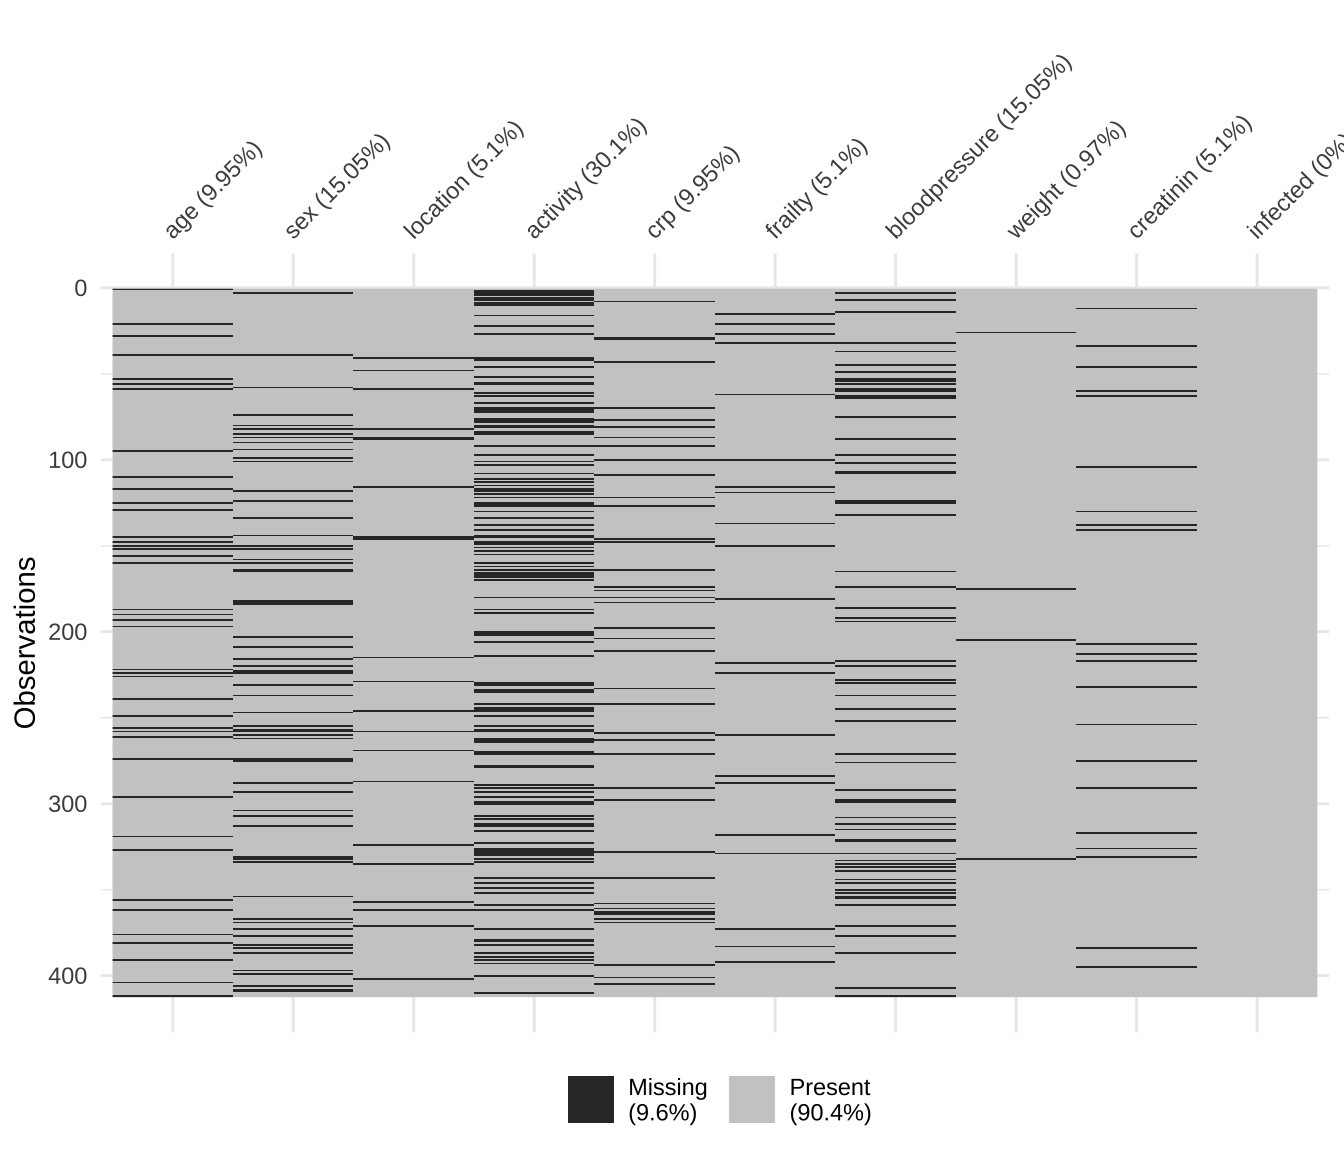 age (9.95%)
sex (15.05%)
location (5.1%)
activity (30.1%)
crp (9.95%)
frailty (5.1%)
bloodpressure (15.05%)
weight (0.97%)
creatinin (5.1%)
infected (0%
Observations
0
100
200
300
400
Missing
(9.6%)
Present
(90.4%)